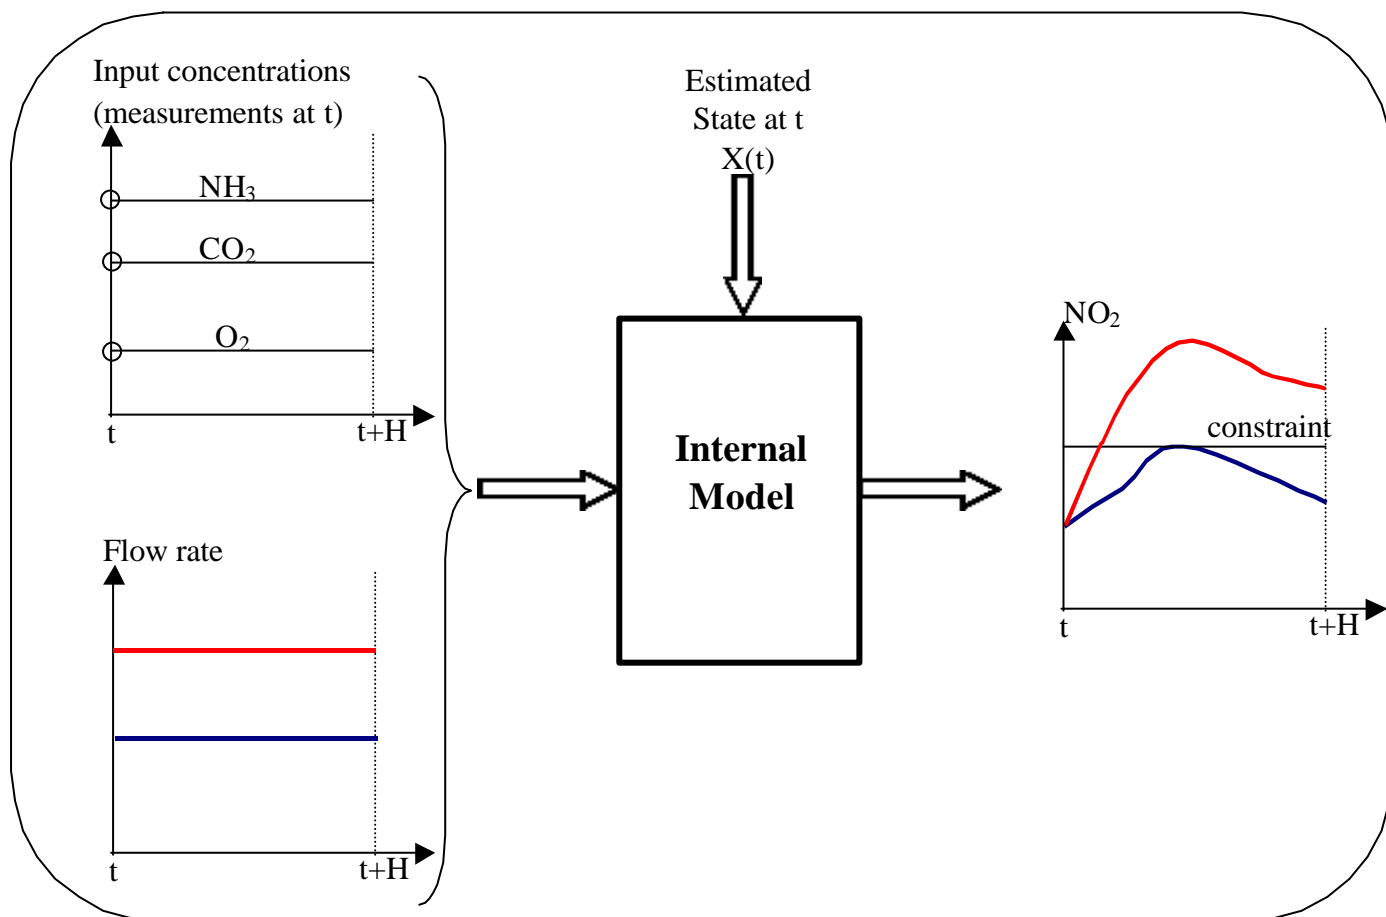 Input concentrations
(measurements at t)
NH₃
CO₂
O₂
t
t+H
Flow rate
t
t+H
Estimated
State at t
X(t)
Internal
Model
NO₂
constraint
t
t+H